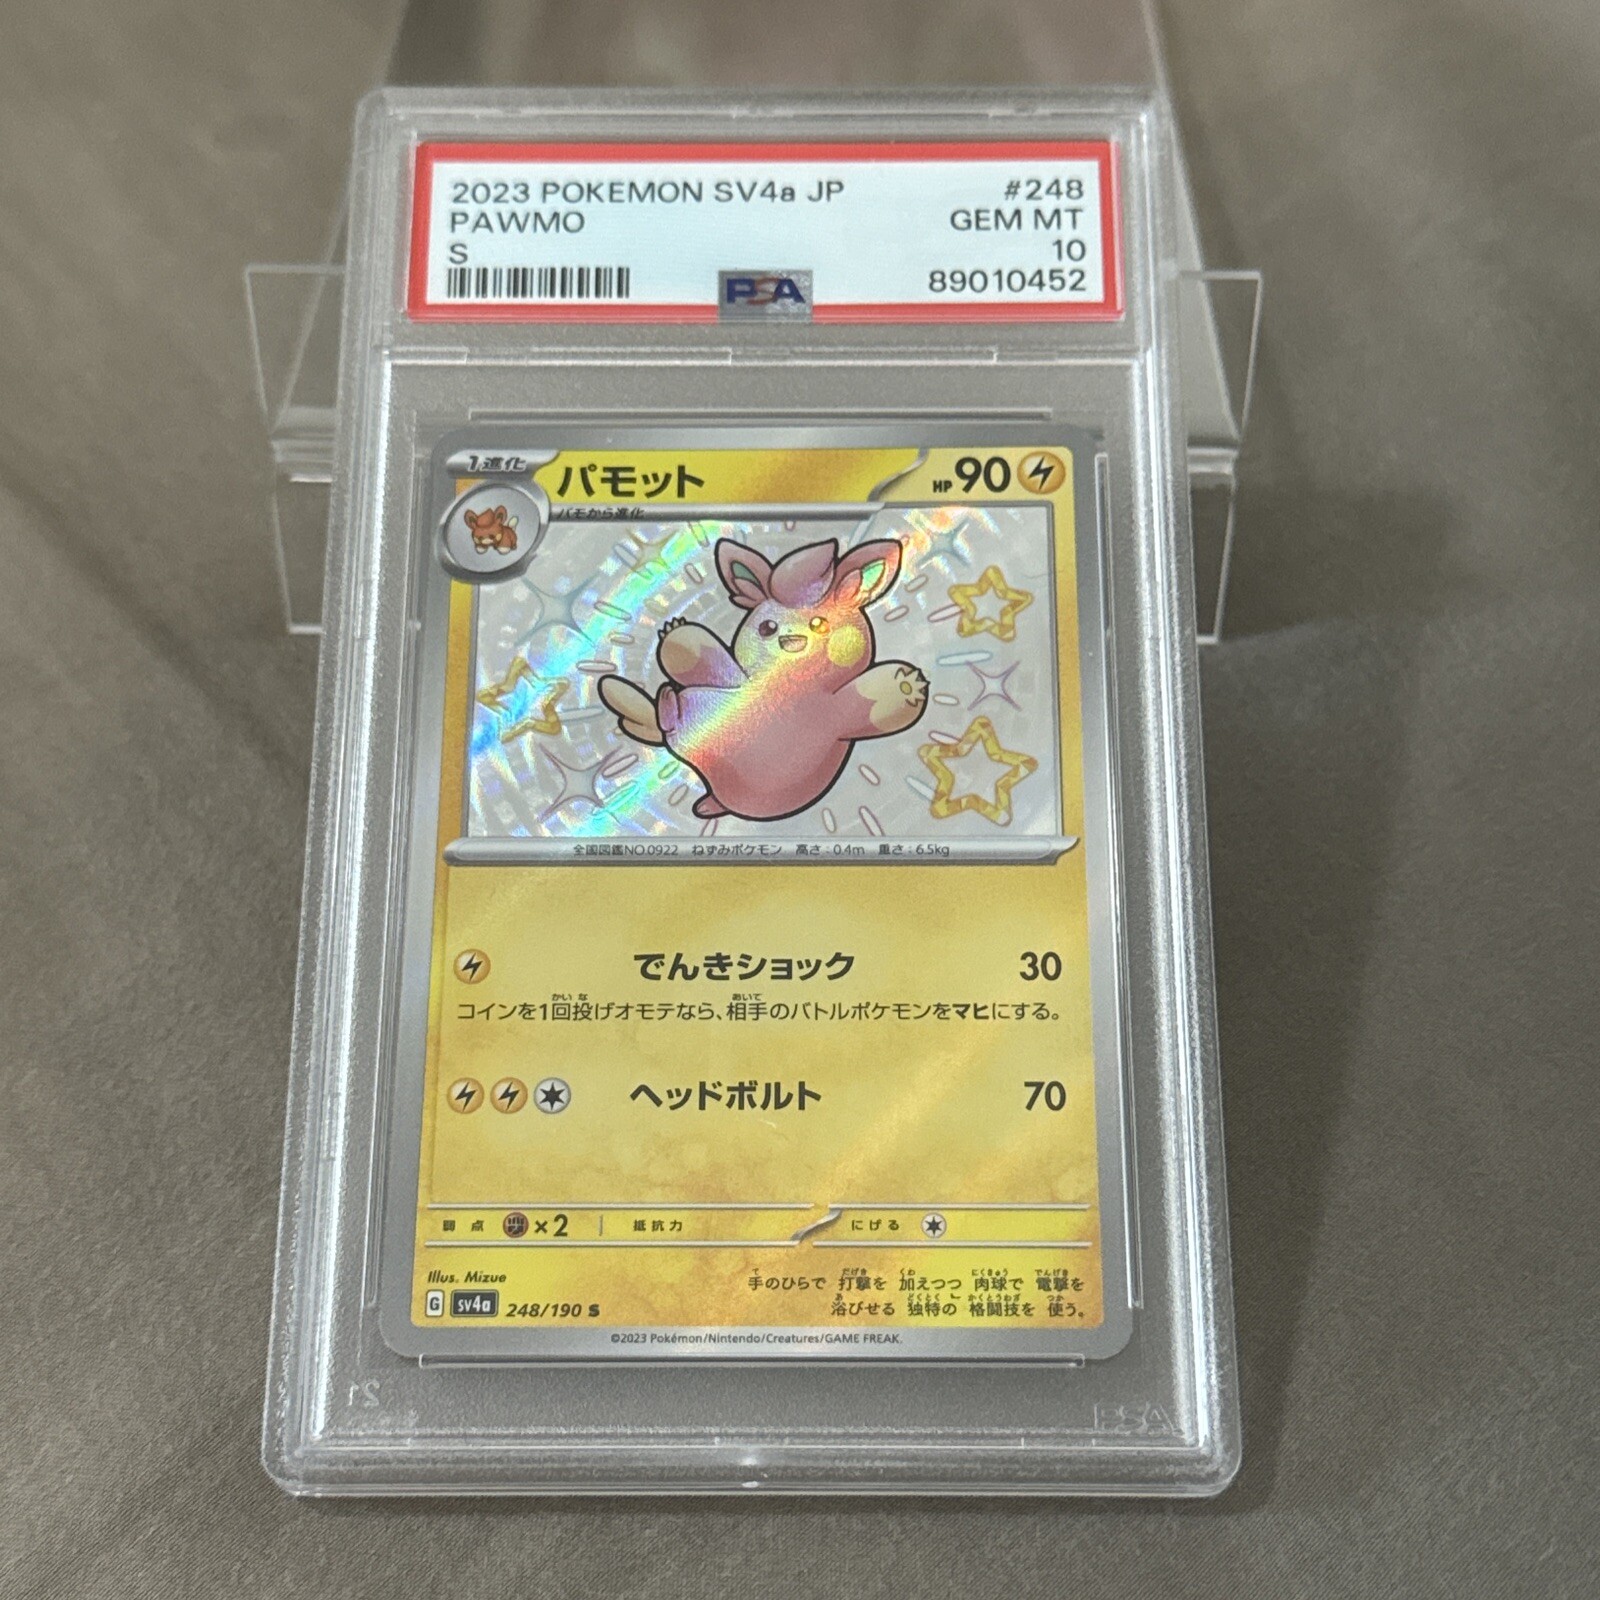 2023 POKEMON SV4a JP #248
PAWMO GEM MT
S 10
PSA 89010452
1進化 パモット HP 90
パモから進化
全国図鑑NO.0922 ねずみポケモン 高さ：0.4m 重さ：6.5kg
でんきショック 30
コインを1回投げオモテなら、相手のバトルポケモンをマヒにする。
ヘッドボルト 70
弱点 ×2 抵抗力 にげる
Illus. Mizue
手のひらで 打撃を 加えつつ 肉球で 電撃を
浴びせる 独特の 格闘技を 使う。
G sv4a 248/190 S
©2023 Pokémon/Nintendo/Creatures/GAME FREAK.
21 PSA